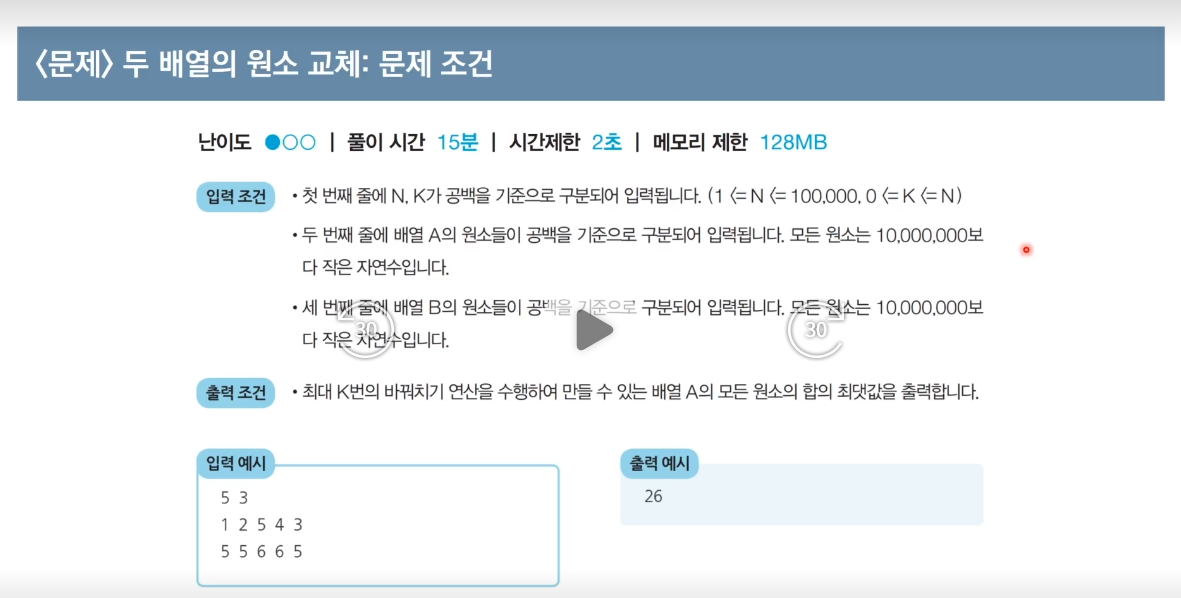 〈문제〉 두 배열의 원소 교체: 문제 조건
난이도 ●○○ | 풀이 시간 15분 | 시간제한 2초 | 메모리 제한 128MB
입력 조건 • 첫 번째 줄에 N, K가 공백을 기준으로 구분되어 입력됩니다. (1 <= N <= 100,000, 0 <= K <= N)
• 두 번째 줄에 배열 A의 원소들이 공백을 기준으로 구분되어 입력됩니다. 모든 원소는 10,000,000보
다 작은 자연수입니다.
• 세 번째 줄에 배열 B의 원소들이 공백을 기준으로 구분되어 입력됩니다. 모든 원소는 10,000,000보
다 작은 자연수입니다.
30
30
출력 조건 • 최대 K번의 바꿔치기 연산을 수행하여 만들 수 있는 배열 A의 모든 원소의 합의 최댓값을 출력합니다.
입력 예시
5 3
1 2 5 4 3
5 5 6 6 5
출력 예시
26